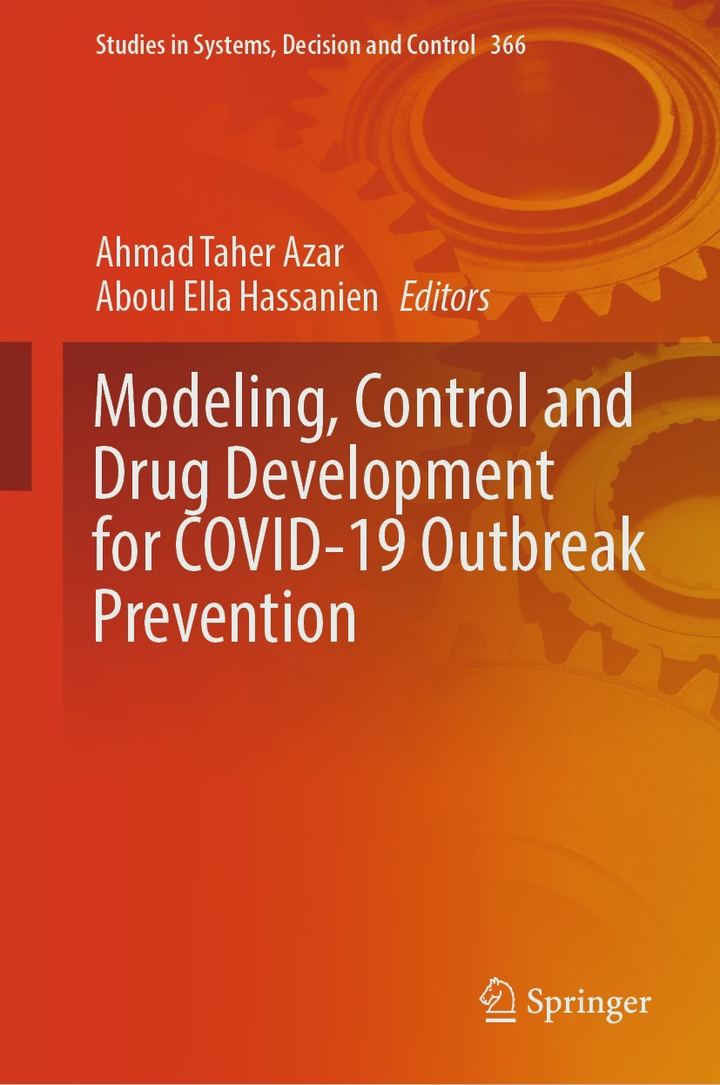 Studies in Systems, Decision and Control 366
Ahmad Taher Azar
Aboul Ella Hassanien Editors
Modeling, Control and
Drug Development
for COVID-19 Outbreak
Prevention
Springer